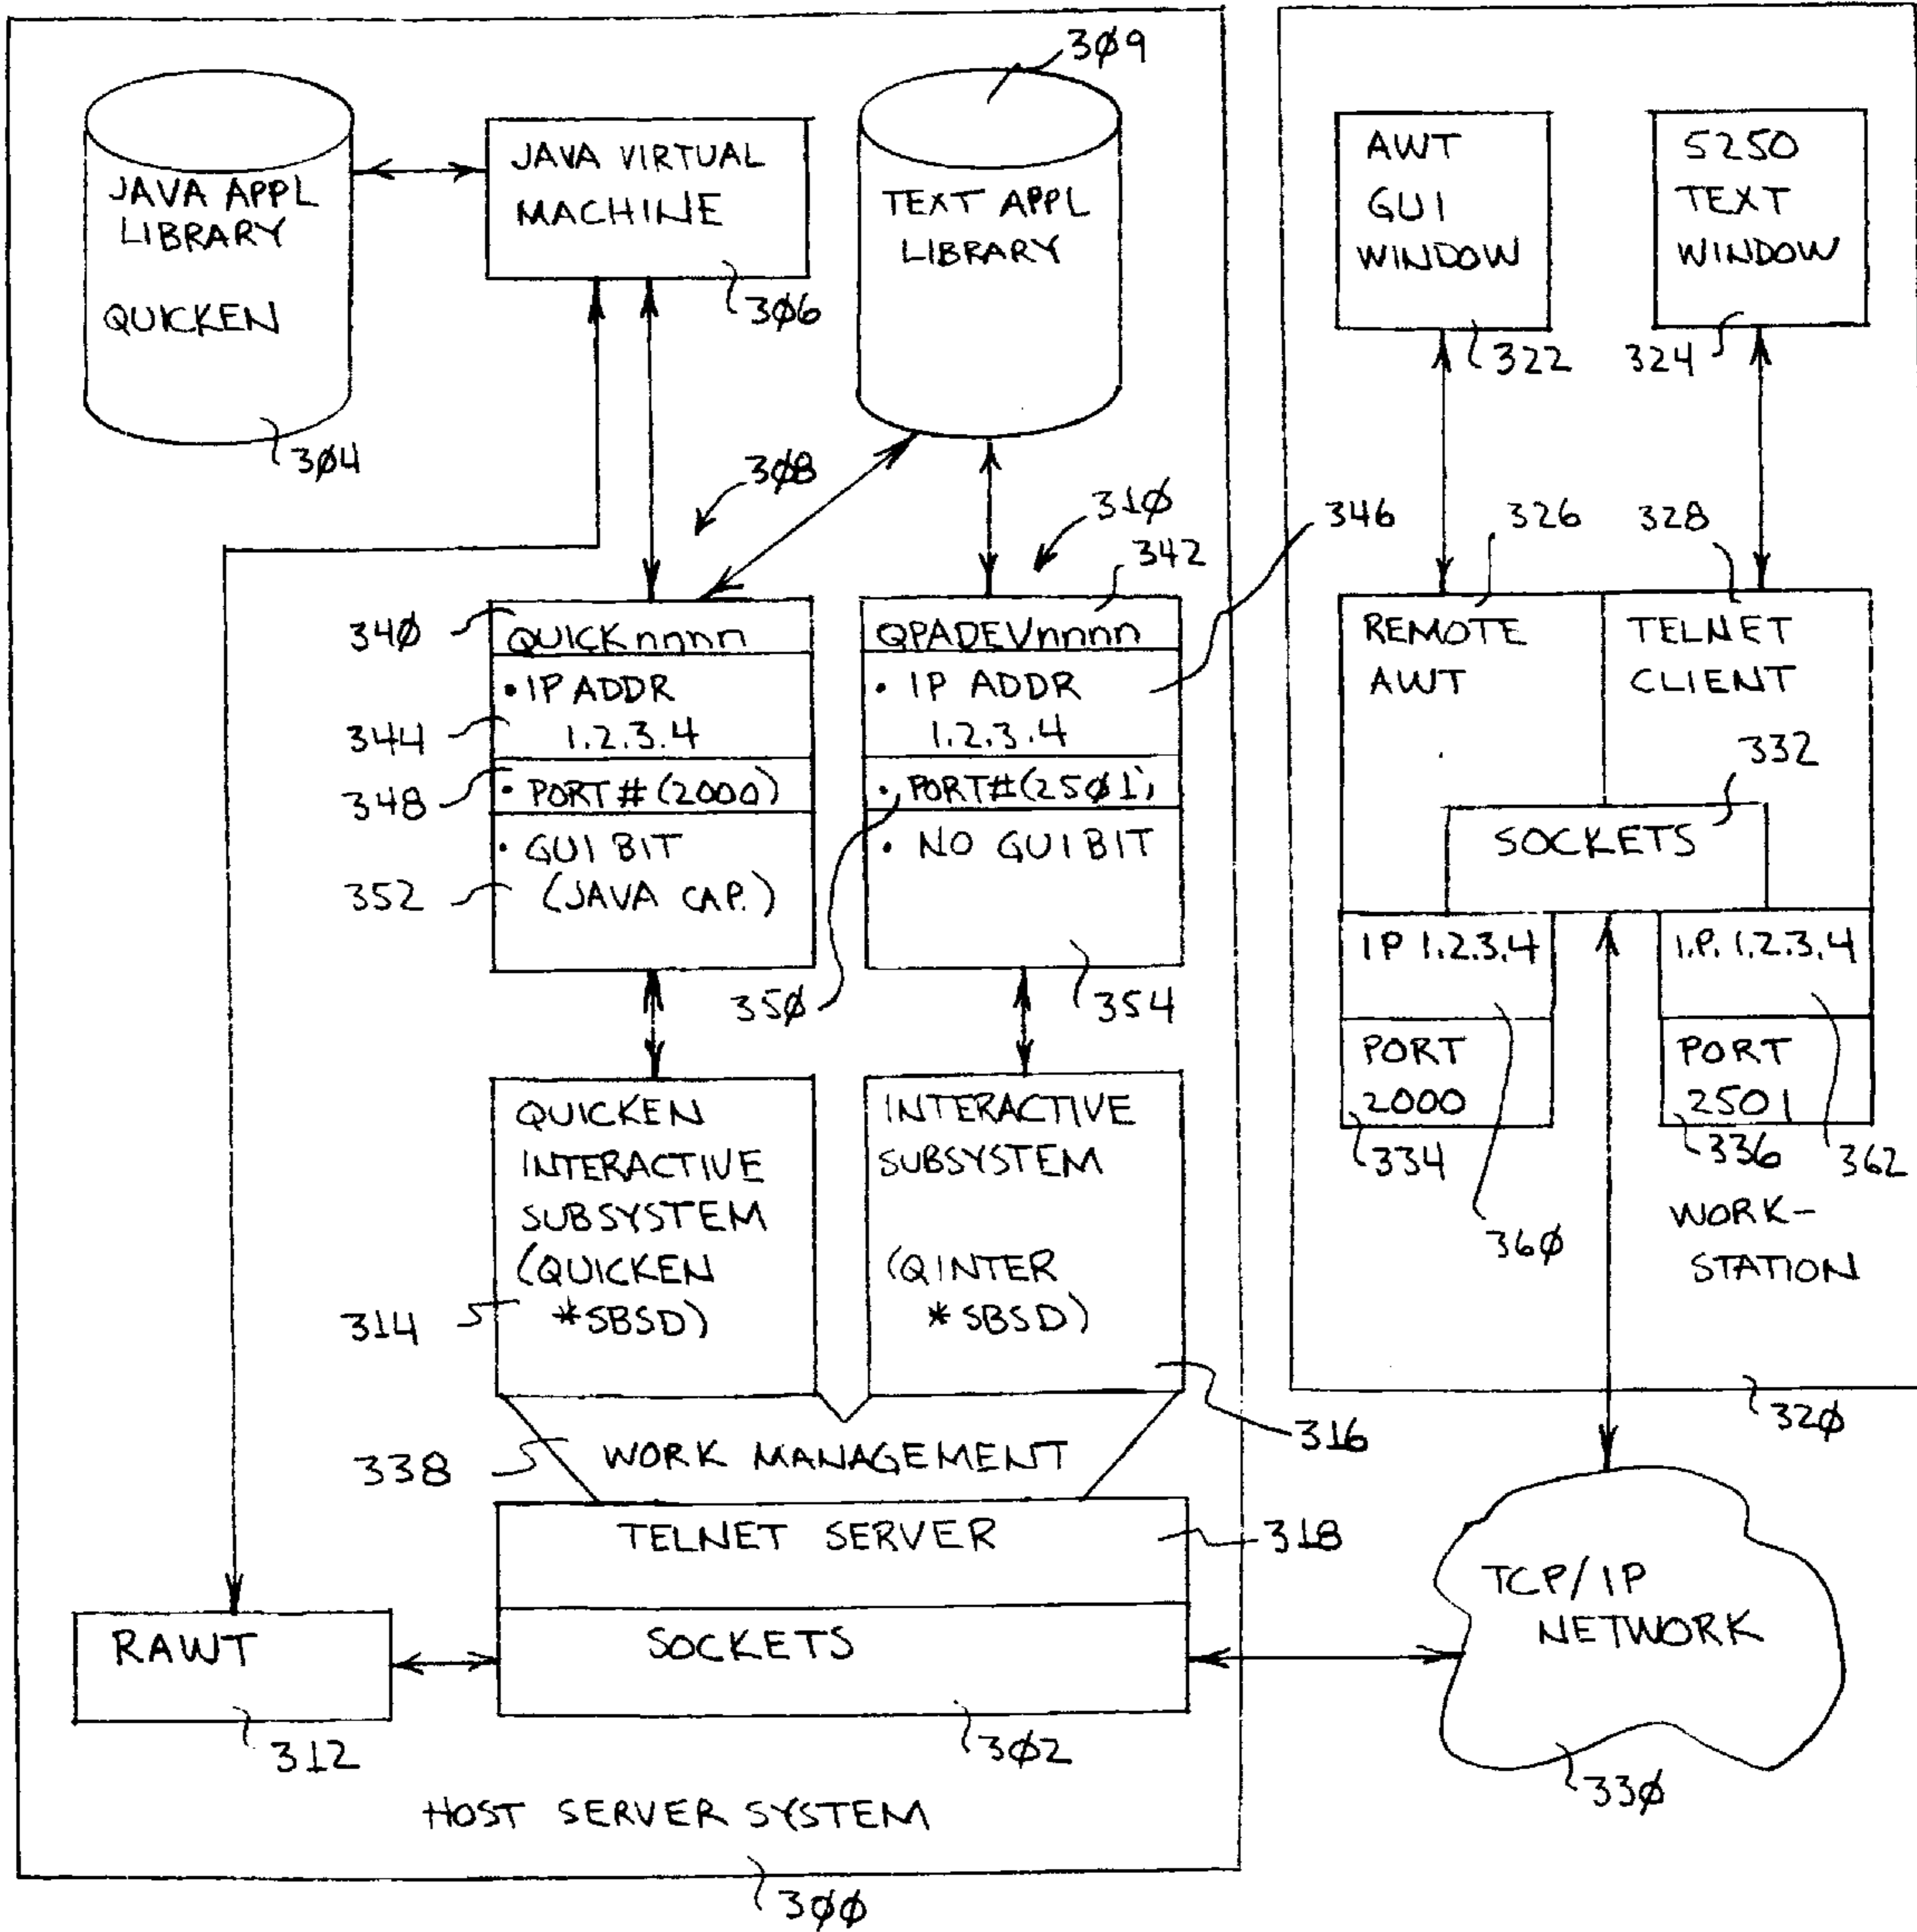 309
JAVA APPL
LIBRARY
QUICKEN
304
JAVA VIRTUAL
MACHINE
306
TEXT APPL
LIBRARY
308
310
340
QUICKnnnn
• IP ADDR
1.2.3.4
344
348
• PORT # (2000)
• GUI BIT
(JAVA CAP.)
352
342
346
QPADEVnnnn
• IP ADDR
1.2.3.4
• PORT# (2501)
• NO GUI BIT
350
354
QUICKEN
INTERACTIVE
SUBSYSTEM
(QUICKEN
*SBSD)
314
INTERACTIVE
SUBSYSTEM
(QINTER
*SBSD)
316
338
WORK MANAGEMENT
TELNET SERVER
318
RAWT
312
SOCKETS
302
HOST SERVER SYSTEM
300
AWT
GUI
WINDOW
322
5250
TEXT
WINDOW
324
326
328
REMOTE
AWT
TELNET
CLIENT
332
SOCKETS
IP 1.2.3.4
I.P. 1.2.3.4
PORT
2000
PORT
2501
334
336
362
360
WORK-
STATION
320
TCP/IP
NETWORK
330